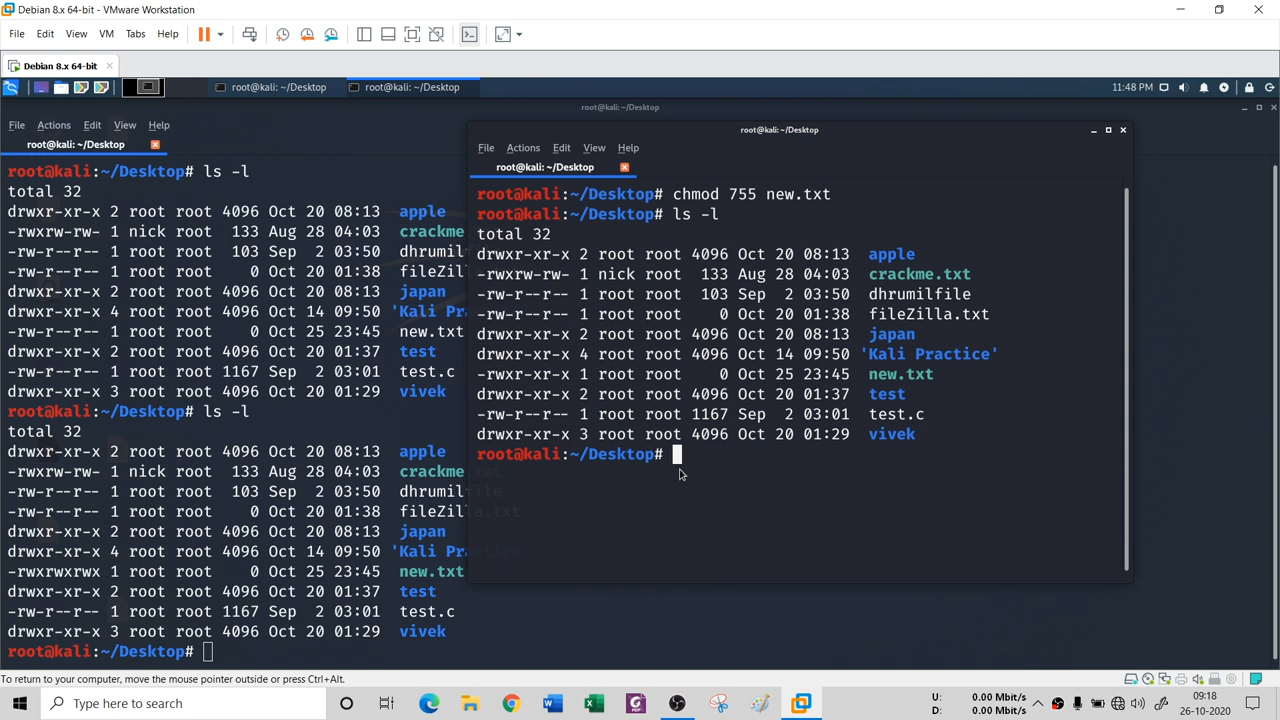 Debian 8.x 64-bit - VMware Workstation
File Edit View VM Tabs Help
Debian 8.x 64-bit
root@kali: ~/Desktop
root@kali: ~/Desktop
11:48 PM
root@kali: ~/Desktop
File Actions Edit View Help
root@kali: ~/Desktop
root@kali:~/Desktop# ls -l
total 32
drwxr-xr-x 2 root root 4096 Oct 20 08:13 apple
-rwxrw-rw- 1 nick root 133 Aug 28 04:03 crackme
-rw-r--r-- 1 root root 103 Sep 2 03:50 dhrumil
-rw-r--r-- 1 root root 0 Oct 20 01:38 fileZil
drwxr-xr-x 2 root root 4096 Oct 20 08:13 japan
drwxr-xr-x 4 root root 4096 Oct 14 09:50 'Kali Pr
-rw-r--r-- 1 root root 0 Oct 25 23:45 new.txt
drwxr-xr-x 2 root root 4096 Oct 20 01:37 test
-rw-r--r-- 1 root root 1167 Sep 2 03:01 test.c
drwxr-xr-x 3 root root 4096 Oct 20 01:29 vivek
root@kali:~/Desktop# ls -l
total 32
drwxr-xr-x 2 root root 4096 Oct 20 08:13 apple
-rwxrw-rw- 1 nick root 133 Aug 28 04:03 crackme.txt
-rw-r--r-- 1 root root 103 Sep 2 03:50 dhrumilfile
-rw-r--r-- 1 root root 0 Oct 20 01:38 fileZilla.txt
drwxr-xr-x 2 root root 4096 Oct 20 08:13 japan
drwxr-xr-x 4 root root 4096 Oct 14 09:50 'Kali Practice'
-rwxrwxrwx 1 root root 0 Oct 25 23:45 new.txt
drwxr-xr-x 2 root root 4096 Oct 20 01:37 test
-rw-r--r-- 1 root root 1167 Sep 2 03:01 test.c
drwxr-xr-x 3 root root 4096 Oct 20 01:29 vivek
root@kali:~/Desktop#
root@kali: ~/Desktop
File Actions Edit View Help
root@kali: ~/Desktop
root@kali:~/Desktop# chmod 755 new.txt
root@kali:~/Desktop# ls -l
total 32
drwxr-xr-x 2 root root 4096 Oct 20 08:13 apple
-rwxrw-rw- 1 nick root 133 Aug 28 04:03 crackme.txt
-rw-r--r-- 1 root root 103 Sep 2 03:50 dhrumilfile
-rw-r--r-- 1 root root 0 Oct 20 01:38 fileZilla.txt
drwxr-xr-x 2 root root 4096 Oct 20 08:13 japan
drwxr-xr-x 4 root root 4096 Oct 14 09:50 'Kali Practice'
-rwxr-xr-x 1 root root 0 Oct 25 23:45 new.txt
drwxr-xr-x 2 root root 4096 Oct 20 01:37 test
-rw-r--r-- 1 root root 1167 Sep 2 03:01 test.c
drwxr-xr-x 3 root root 4096 Oct 20 01:29 vivek
root@kali:~/Desktop#
To return to your computer, move the mouse pointer outside or press Ctrl+Alt.
Type here to search
U: 0.00 Mbit/s
D: 0.00 Mbit/s
09:18
26-10-2020